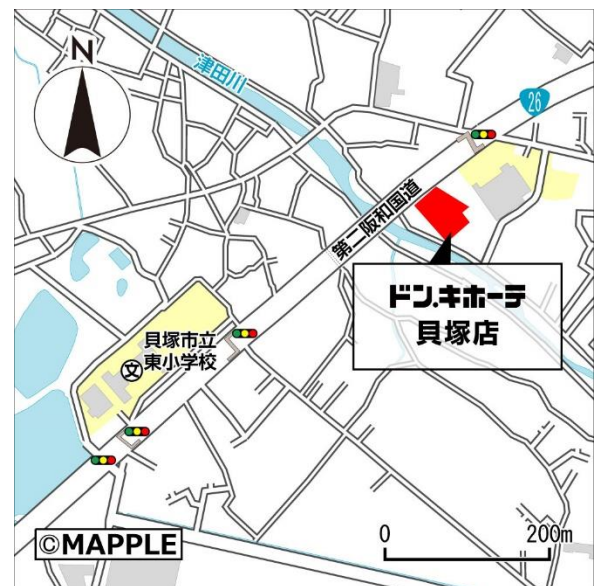 N
津田川
26
第二阪和国道
ドン.キホーテ
貝塚店
貝塚市立
東小学校
文
0 200m
©MAPPLE